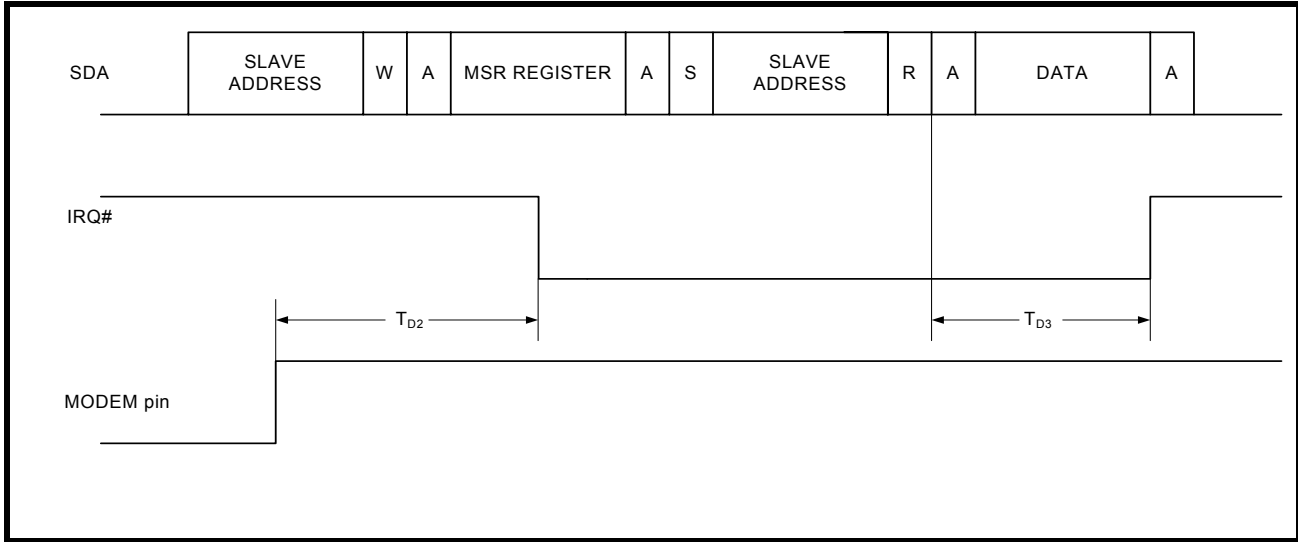 SDA
SLAVE ADDRESS W A MSR REGISTER A S SLAVE ADDRESS R A DATA A
IRQ#
TD2
TD3
MODEM pin